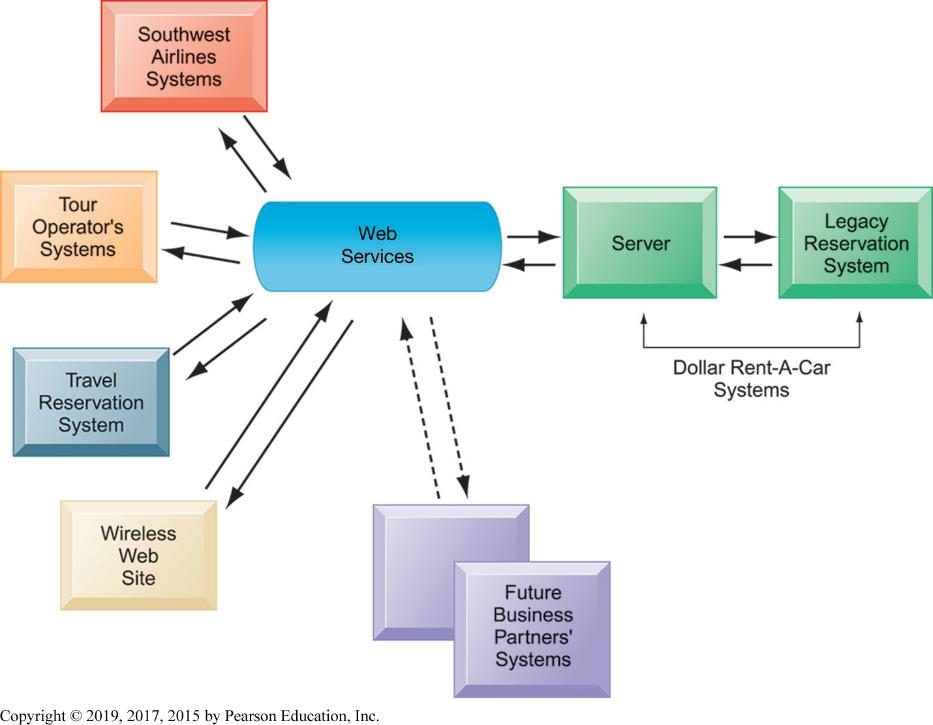 Southwest
Airlines
Systems
Tour
Operator's
Systems
Web
Services
Server
Legacy
Reservation
System
Dollar Rent-A-Car
Systems
Travel
Reservation
System
Wireless
Web
Site
Future
Business
Partners'
Systems
Copyright © 2019, 2017, 2015 by Pearson Education, Inc.